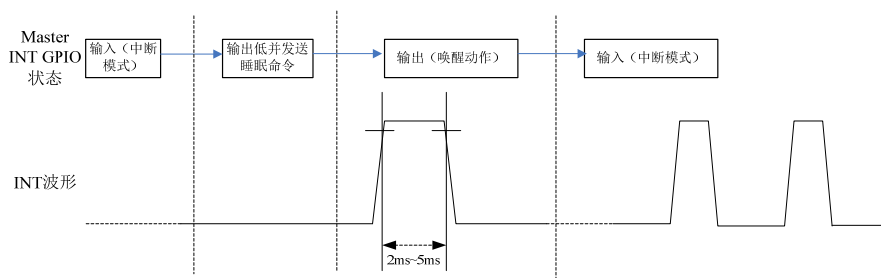 Master
INT GPIO
状态
输入（中断
模式）
输出低并发送
睡眠命令
输出（唤醒动作）
输入（中断模式）
INT波形
2ms~5ms